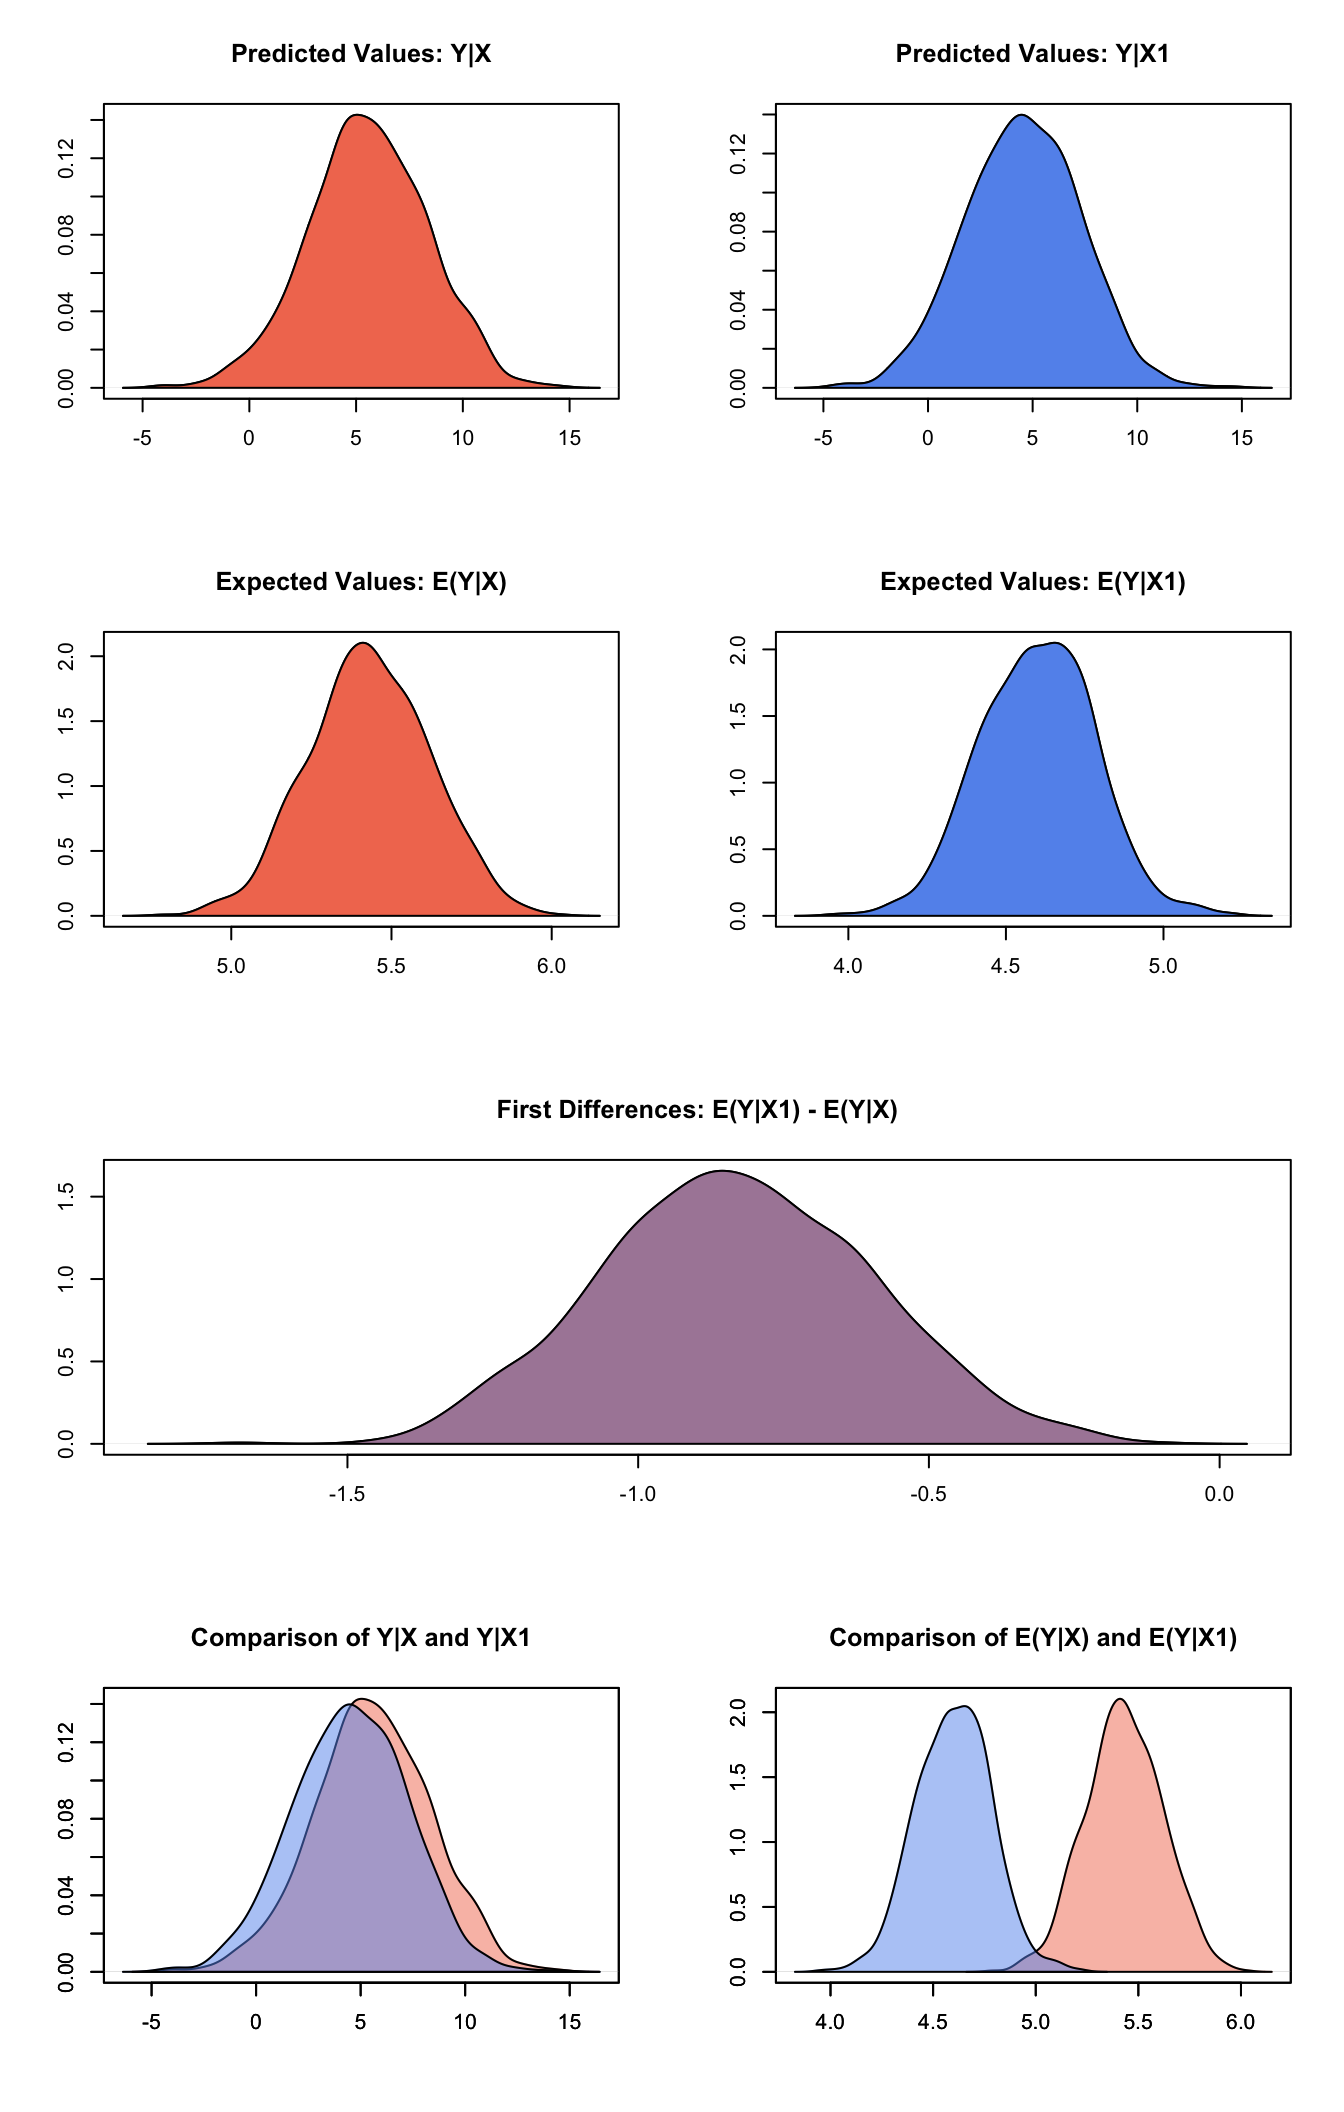 Predicted Values: Y|X
0.00 0.04 0.08 0.12
-5 0 5 10 15
Predicted Values: Y|X1
0.00 0.04 0.08 0.12
-5 0 5 10 15
Expected Values: E(Y|X)
0.0 0.5 1.0 1.5 2.0
5.0 5.5 6.0
Expected Values: E(Y|X1)
0.0 0.5 1.0 1.5 2.0
4.0 4.5 5.0
First Differences: E(Y|X1) - E(Y|X)
0.0 0.5 1.0 1.5
-1.5 -1.0 -0.5 0.0
Comparison of Y|X and Y|X1
0.00 0.04 0.08 0.12
-5 0 5 10 15
Comparison of E(Y|X) and E(Y|X1)
0.0 0.5 1.0 1.5 2.0
4.0 4.5 5.0 5.5 6.0